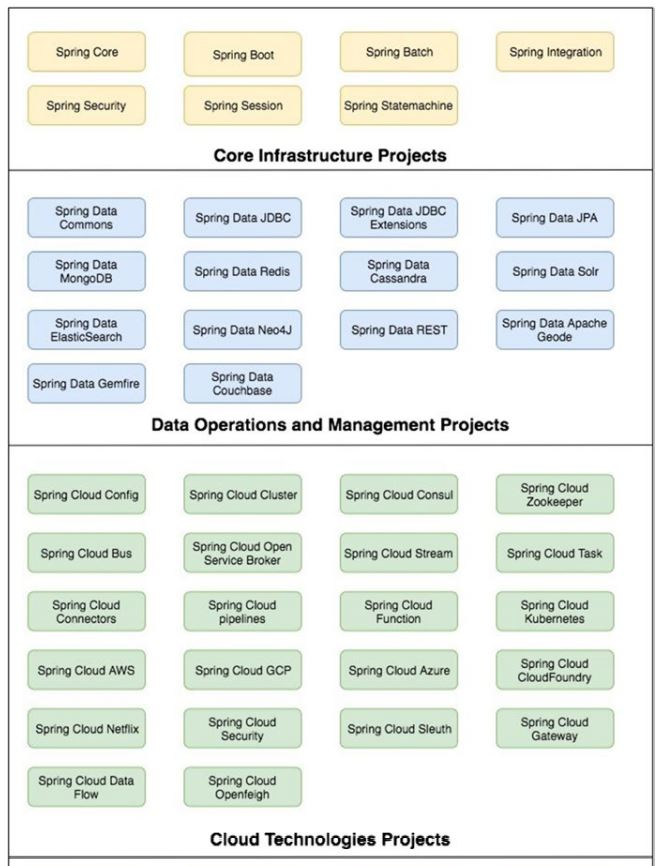 Spring Core
Spring Boot
Spring Batch
Spring Integration
Spring Security
Spring Session
Spring Statemachine
Core Infrastructure Projects
Spring Data
Commons
Spring Data JDBC
Spring Data JDBC
Extensions
Spring Data JPA
Spring Data
MongoDB
Spring Data Redis
Spring Data
Cassandra
Spring Data Solr
Spring Data
ElasticSearch
Spring Data Neo4J
Spring Data REST
Spring Data Apache
Geode
Spring Data Gemfire
Spring Data
Couchbase
Data Operations and Management Projects
Spring Cloud Config
Spring Cloud Cluster
Spring Cloud Consul
Spring Cloud
Zookeeper
Spring Cloud Bus
Spring Cloud Open
Service Broker
Spring Cloud Stream
Spring Cloud Task
Spring Cloud
Connectors
Spring Cloud
pipelines
Spring Cloud
Function
Spring Cloud
Kubernetes
Spring Cloud AWS
Spring Cloud GCP
Spring Cloud Azure
Spring Cloud
CloudFoundry
Spring Cloud Netflix
Spring Cloud
Security
Spring Cloud Sleuth
Spring Cloud
Gateway
Spring Cloud Data
Flow
Spring Cloud
Openfeigh
Cloud Technologies Projects